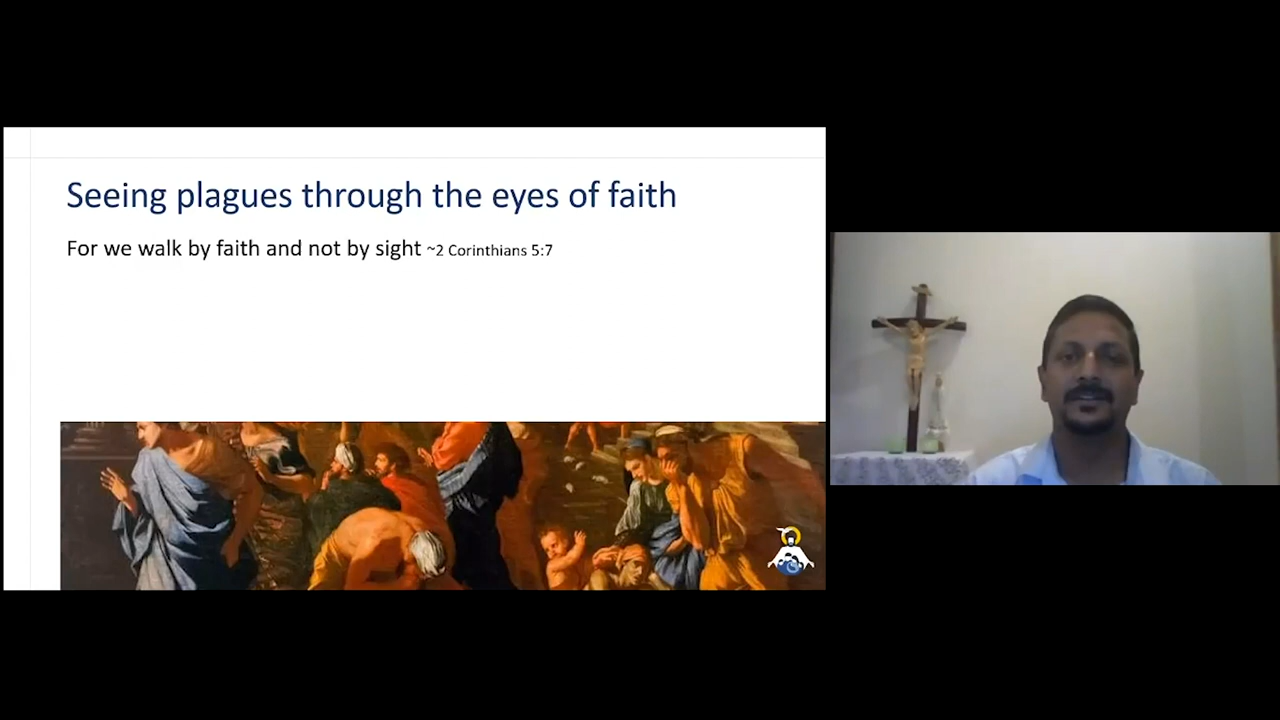 Seeing plagues through the eyes of faith
For we walk by faith and not by sight ~2 Corinthians 5:7